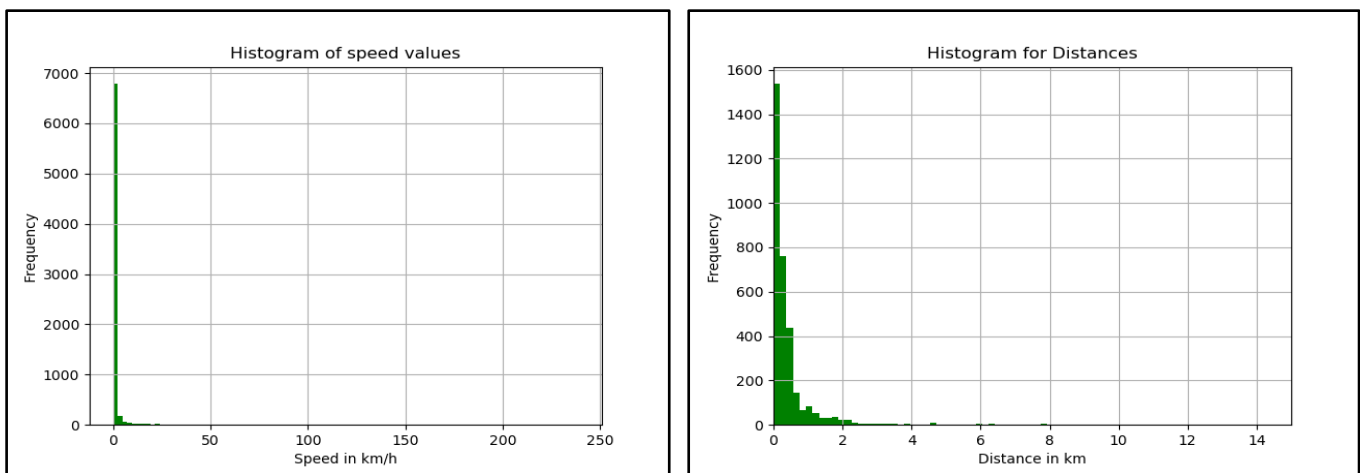 Histogram of speed values
7000
6000
5000
4000
3000
2000
1000
0
Frequency
0 50 100 150 200 250
Speed in km/h
Histogram for Distances
1600
1400
1200
1000
800
600
400
200
0
Frequency
0 2 4 6 8 10 12 14
Distance in km